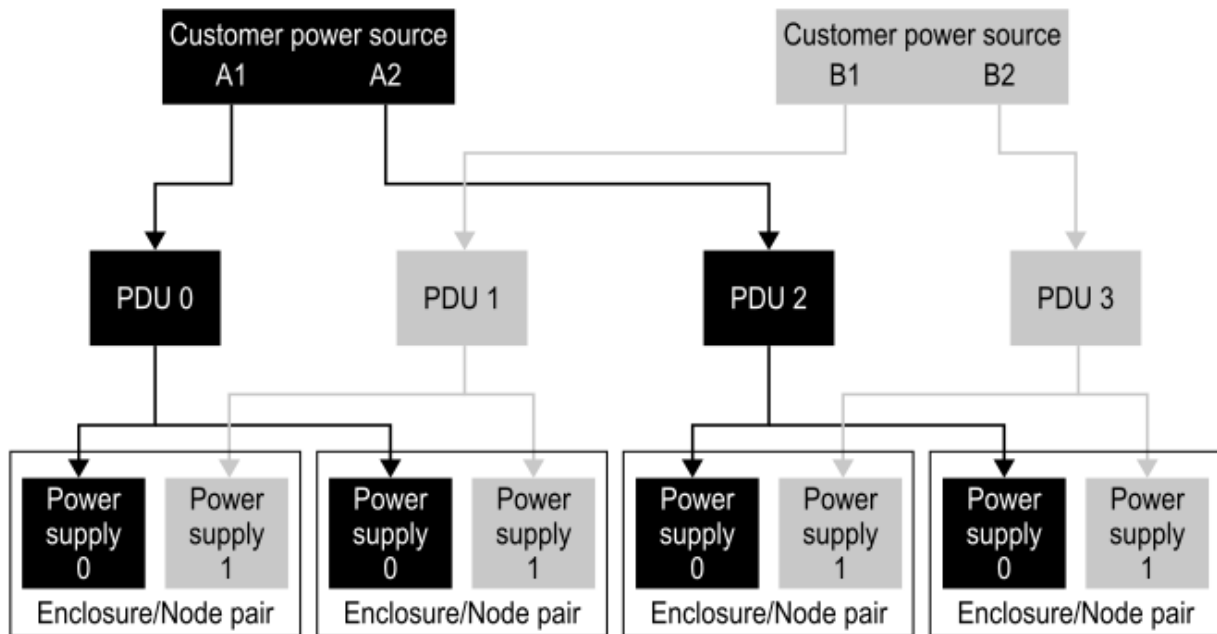 Customer power source
A1 A2
Customer power source
B1 B2
PDU 0
PDU 1
PDU 2
PDU 3
Power
supply
0
Power
supply
1
Enclosure/Node pair
Power
supply
0
Power
supply
1
Enclosure/Node pair
Power
supply
0
Power
supply
1
Enclosure/Node pair
Power
supply
0
Power
supply
1
Enclosure/Node pair